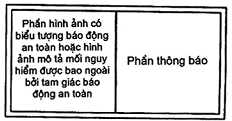 Phần hình ảnh có
biểu tượng báo động
an toàn hoặc hình
ảnh mô tả mối nguy
hiểm được bao ngoài
bởi tam giác báo
động an toàn
Phần thông báo